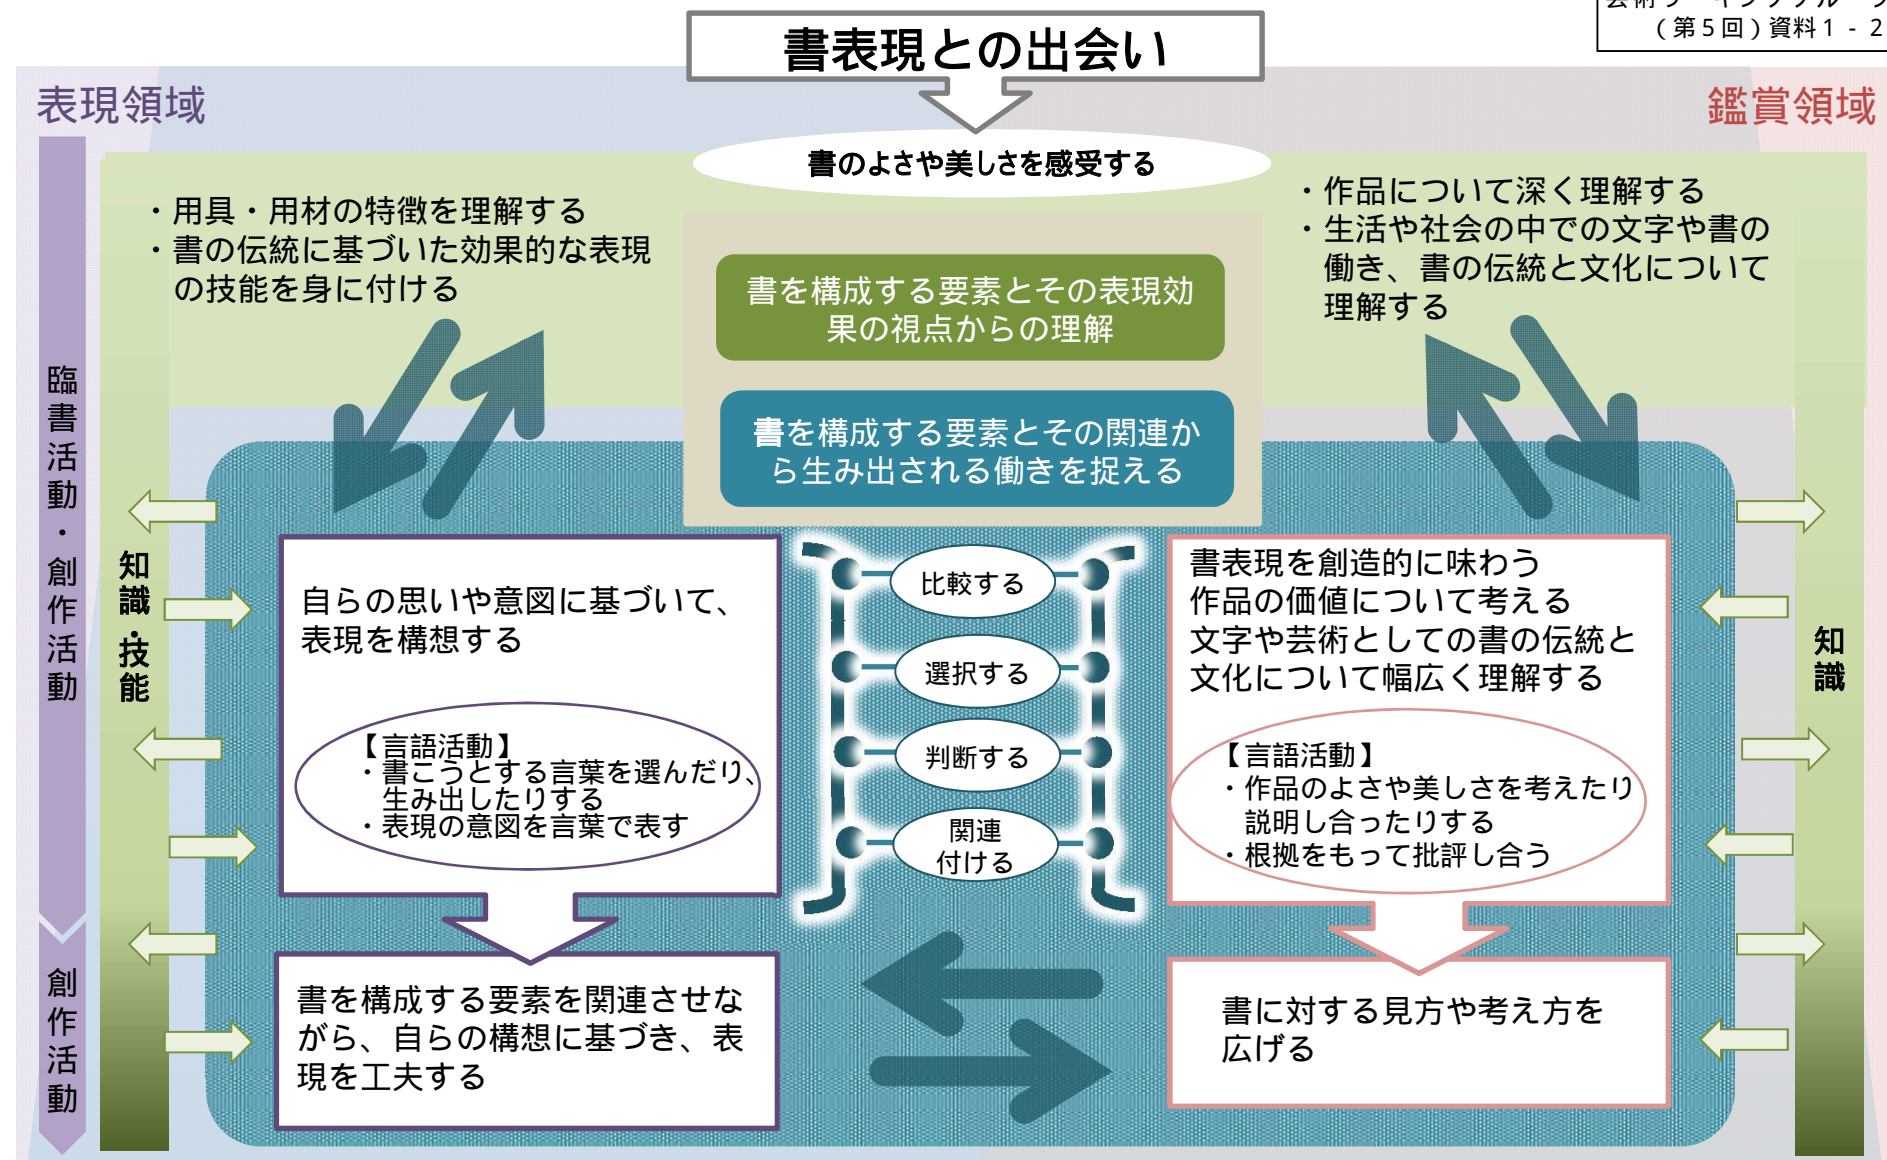 （第５回）資料１‐２
書表現との出会い
表現領域
鑑賞領域
書のよさや美しさを感受する
・用具・用材の特徴を理解する
・書の伝統に基づいた効果的な表現
の技能を身に付ける
・作品について深く理解する
・生活や社会の中での文字や書の
働き、書の伝統と文化について
理解する
書を構成する要素とその表現効
果の視点からの理解
書を構成する要素とその関連か
ら生み出される働きを捉える
臨書活動・創作活動
創作活動
知識・技能
知識
自らの思いや意図に基づいて、
表現を構想する
【言語活動】
・書こうとする言葉を選んだり、
生み出したりする
・表現の意図を言葉で表す
書を構成する要素を関連させな
がら、自らの構想に基づき、表
現を工夫する
比較する
選択する
判断する
関連
付ける
書表現を創造的に味わう
作品の価値について考える
文字や芸術としての書の伝統と
文化について幅広く理解する
【言語活動】
・作品のよさや美しさを考えたり
説明し合ったりする
・根拠をもって批評し合う
書に対する見方や考え方を
広げる